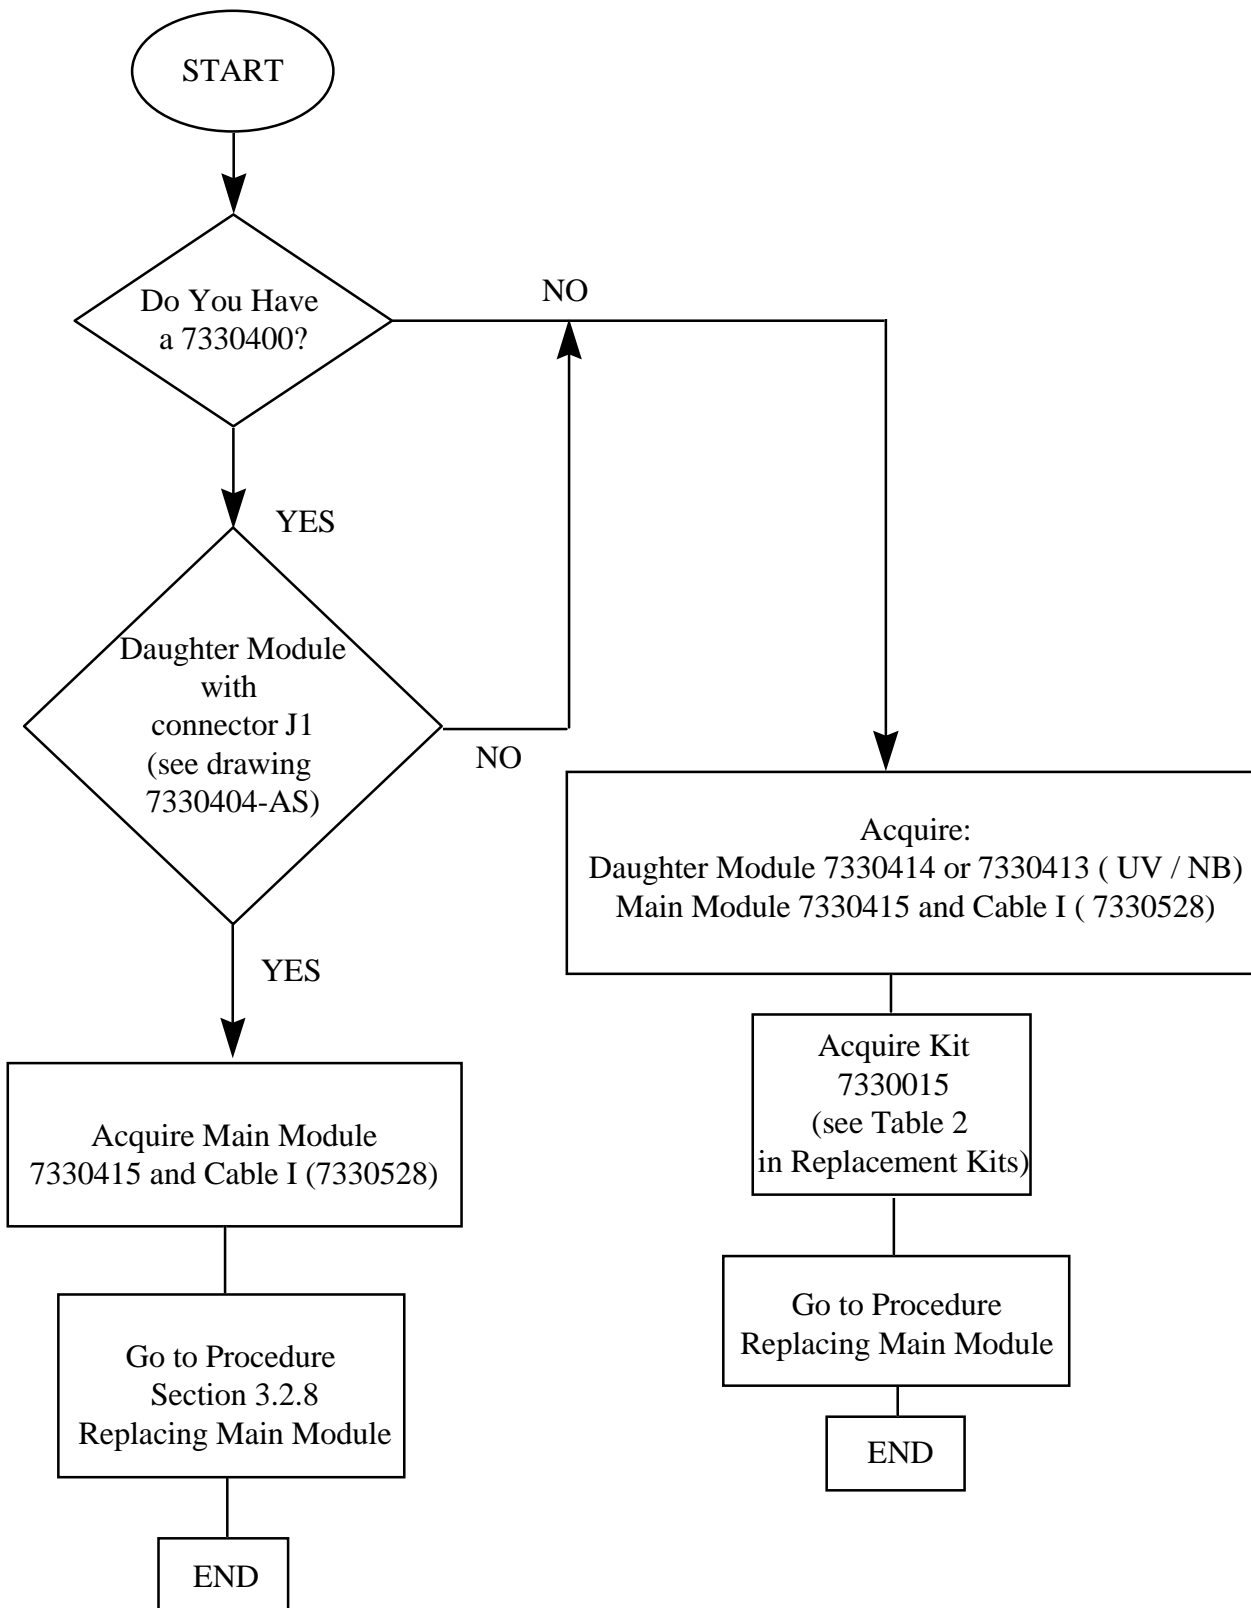 START
Do You Have
a 7330400?
NO
YES
Daughter Module
with
connector J1
(see drawing
7330404-AS)
NO
YES
Acquire Main Module
7330415 and Cable I (7330528)
Go to Procedure
Section 3.2.8
Replacing Main Module
END
Acquire:
Daughter Module 7330414 or 7330413 ( UV / NB)
Main Module 7330415 and Cable I ( 7330528)
Acquire Kit
7330015
(see Table 2
in Replacement Kits)
Go to Procedure
Replacing Main Module
END